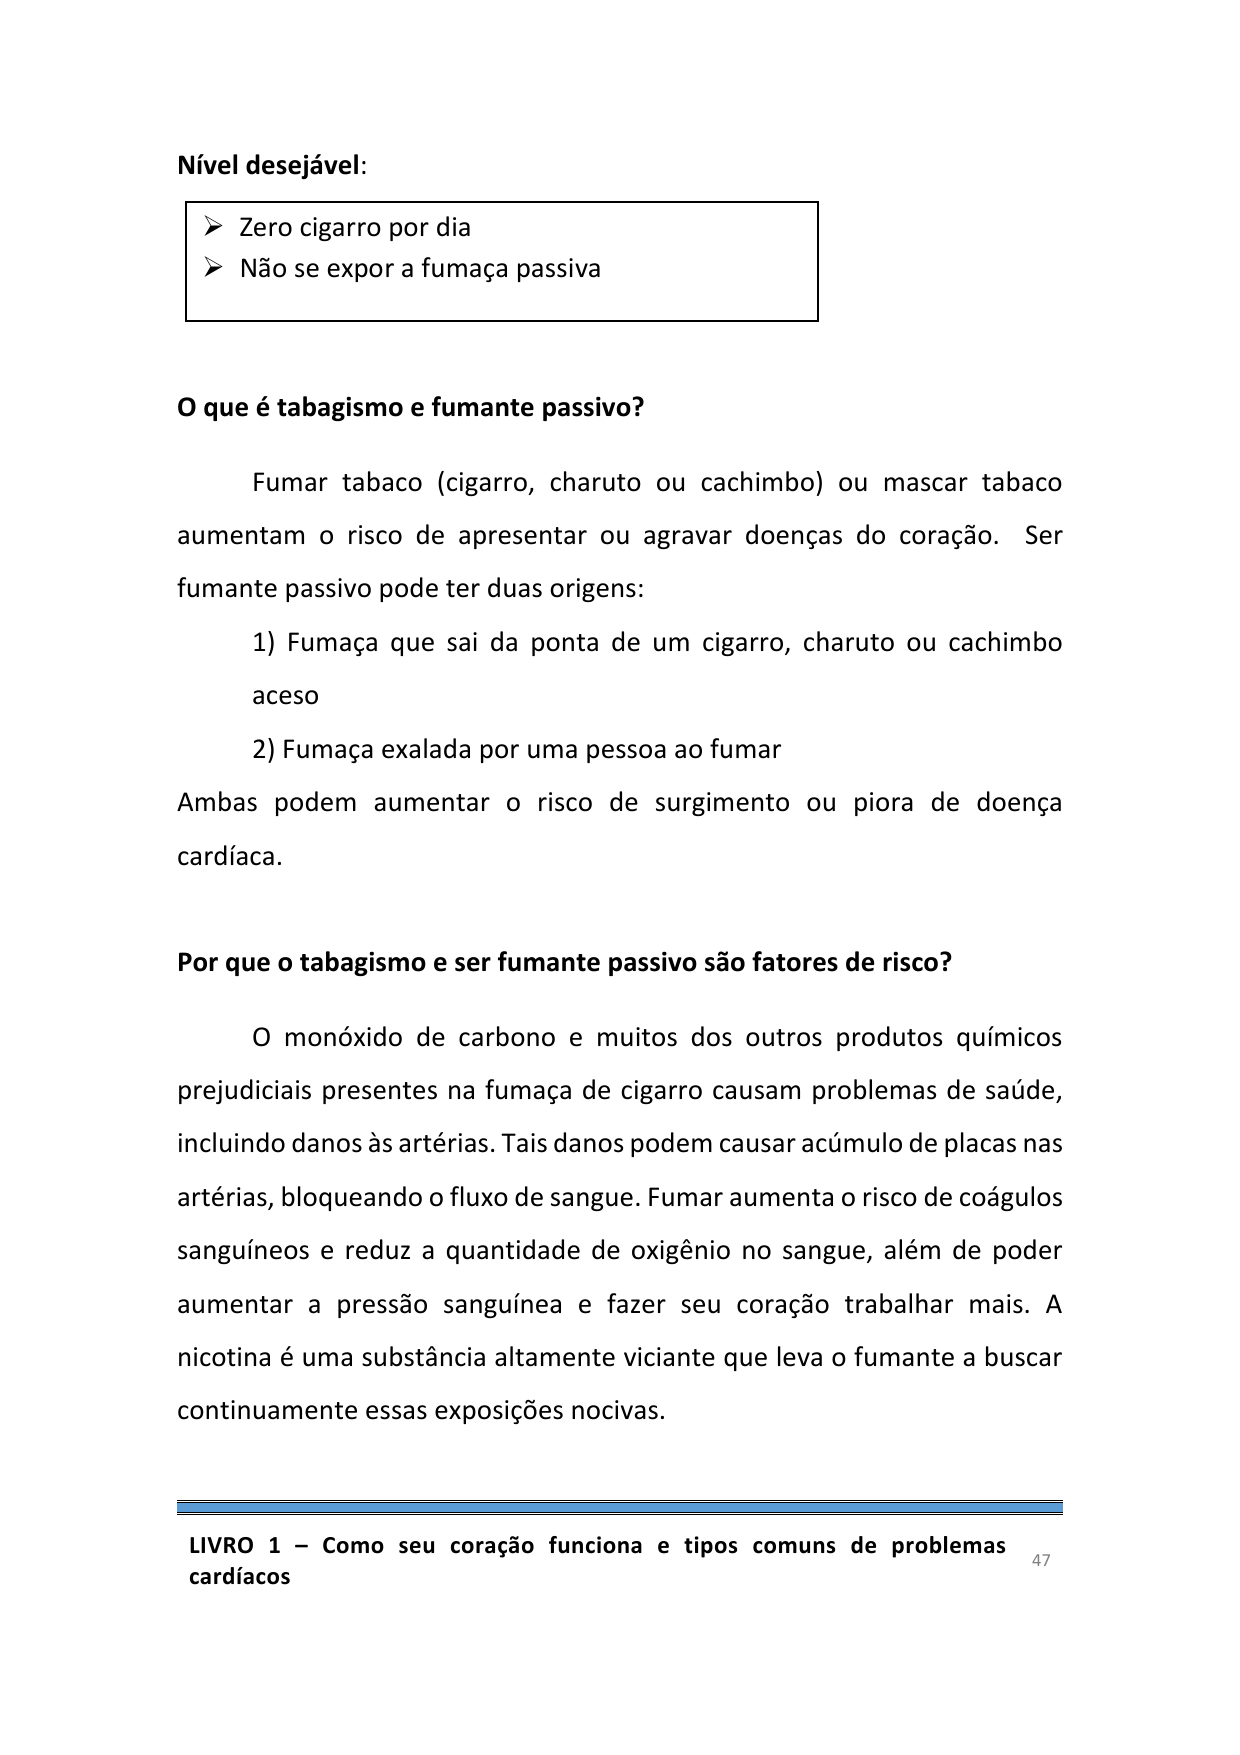 Nível desejável:
➢ Zero cigarro por dia
➢ Não se expor a fumaça passiva
O que é tabagismo e fumante passivo?
Fumar tabaco (cigarro, charuto ou cachimbo) ou mascar tabaco
aumentam o risco de apresentar ou agravar doenças do coração. Ser
fumante passivo pode ter duas origens:
1) Fumaça que sai da ponta de um cigarro, charuto ou cachimbo
aceso
2) Fumaça exalada por uma pessoa ao fumar
Ambas podem aumentar o risco de surgimento ou piora de doença
cardíaca.
Por que o tabagismo e ser fumante passivo são fatores de risco?
O monóxido de carbono e muitos dos outros produtos químicos
prejudiciais presentes na fumaça de cigarro causam problemas de saúde,
incluindo danos às artérias. Tais danos podem causar acúmulo de placas nas
artérias, bloqueando o fluxo de sangue. Fumar aumenta o risco de coágulos
sanguíneos e reduz a quantidade de oxigênio no sangue, além de poder
aumentar a pressão sanguínea e fazer seu coração trabalhar mais. A
nicotina é uma substância altamente viciante que leva o fumante a buscar
continuamente essas exposições nocivas.
LIVRO 1 – Como seu coração funciona e tipos comuns de problemas
cardíacos
47